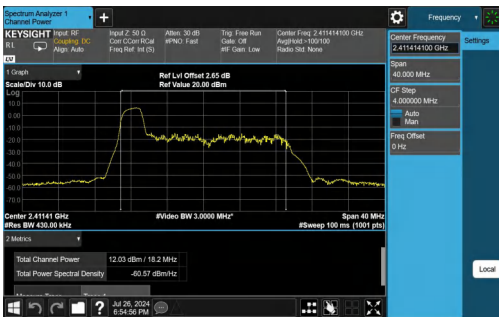 Spectrum Analyzer 1
Channel Power
+
Frequency
KEYSIGHT
RL
Input: RF
Coupling: DC
Align: Auto
Input Z: 50 Ω
Corr CCorr RCal
Freq Ref: Int (S)
Atten: 30 dB
#PNO: Fast
Trig: Free Run
Gate: Off
#IF Gain: Low
Center Freq: 2.411414100 GHz
Avg|Hold:>100/100
Radio Std: None
LXI
1 Graph
Scale/Div 10.0 dB
Ref Lvl Offset 2.65 dB
Ref Value 20.00 dBm
Log
10.0
0.00
-10.0
-20.0
-30.0
-40.0
-50.0
-60.0
-70.0
Center 2.41141 GHz
#Res BW 430.00 kHz
#Video BW 3.0000 MHz*
Span 40 MHz
#Sweep 100 ms (1001 pts)
2 Metrics
Total Channel Power 12.03 dBm / 18.2 MHz
Total Power Spectral Density -60.57 dBm/Hz
?
Jul 26, 2024
6:54:56 PM
Center Frequency
2.411414100 GHz
Settings
Span
40.000 MHz
CF Step
4.000000 MHz
Auto
Man
Freq Offset
0 Hz
Local